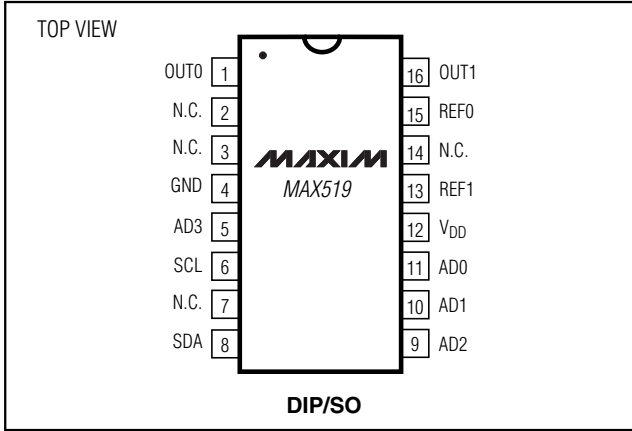 TOP VIEW
OUT0 1
N.C. 2
N.C. 3
GND 4
AD3 5
SCL 6
N.C. 7
SDA 8
MAXIM
MAX519
16 OUT1
15 REF0
14 N.C.
13 REF1
12 VDD
11 AD0
10 AD1
9 AD2
DIP/SO